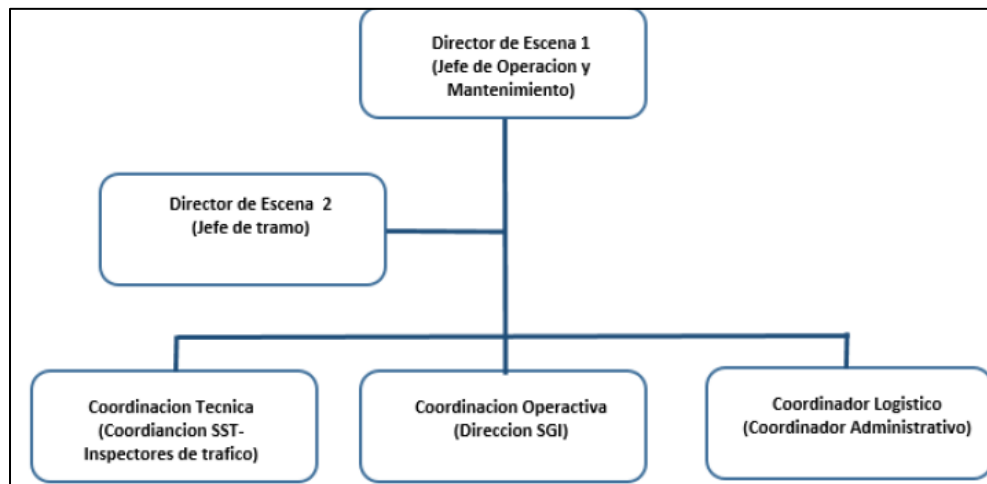 Director de Escena 1
(Jefe de Operacion y
Mantenimiento)
Director de Escena 2
(Jefe de tramo)
Coordinacion Tecnica
(Coordiancion SST-
Inspectores de trafico)
Coordinacion Operactiva
(Direccion SGI)
Coordinador Logistico
(Coordinador Administrativo)